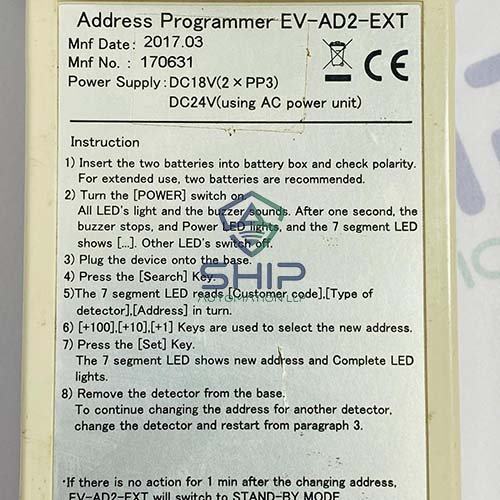 Address Programmer EV-AD2-EXT
Mnf Date: 2017.03
Mnf No. : 170631
Power Supply: DC18V(2×PP3)
DC24V(using AC power unit)
CE
Instruction
1) Insert the two batteries into battery box and check polarity.
For extended use, two batteries are recommended.
2) Turn the [POWER] switch on.
All LED's light and the buzzer sounds. After one second, the
buzzer stops, and Power LED lights, and the 7 segment LED
shows [...]. Other LED's switch off.
3) Plug the device onto the base.
4) Press the [Search] Key.
SHIP
AUTOMATION LLP
5)The 7 segment LED reads [Customer code],[Type of
detector],[Address] in turn.
6) [+100],[+10],[+1] Keys are used to select the new address.
7) Press the [Set] Key.
The 7 segment LED shows new address and Complete LED
lights.
8) Remove the detector from the base.
To continue changing the address for another detector,
change the detector and restart from paragraph 3.
·If there is no action for 1 min after the changing address,
EV-AD2-EXT will switch to STAND-BY MODE